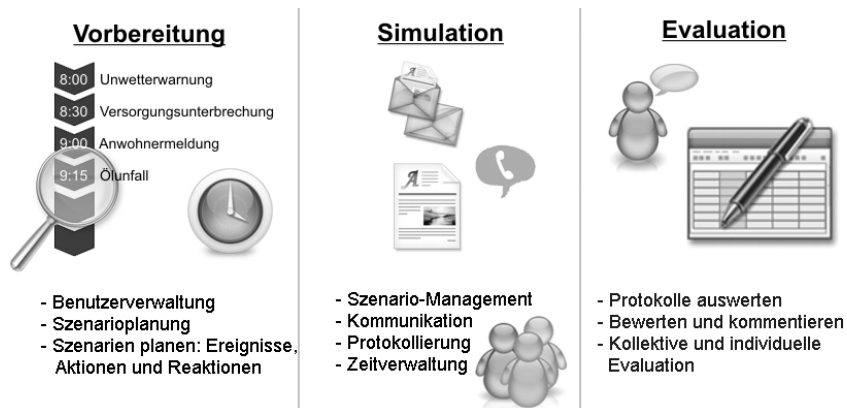 Vorbereitung
8:00 Unwetterwarnung
8:30 Versorgungsunterbrechung
9:00 Anwohnermeldung
9:15 Ölunfall
- Benutzerverwaltung
- Szenarioplanung
- Szenarien planen: Ereignisse,
Aktionen und Reaktionen
Simulation
A
A
- Szenario-Management
- Kommunikation
- Protokollierung
- Zeitverwaltung
Evaluation
- Protokolle auswerten
- Bewerten und kommentieren
- Kollektive und individuelle
Evaluation